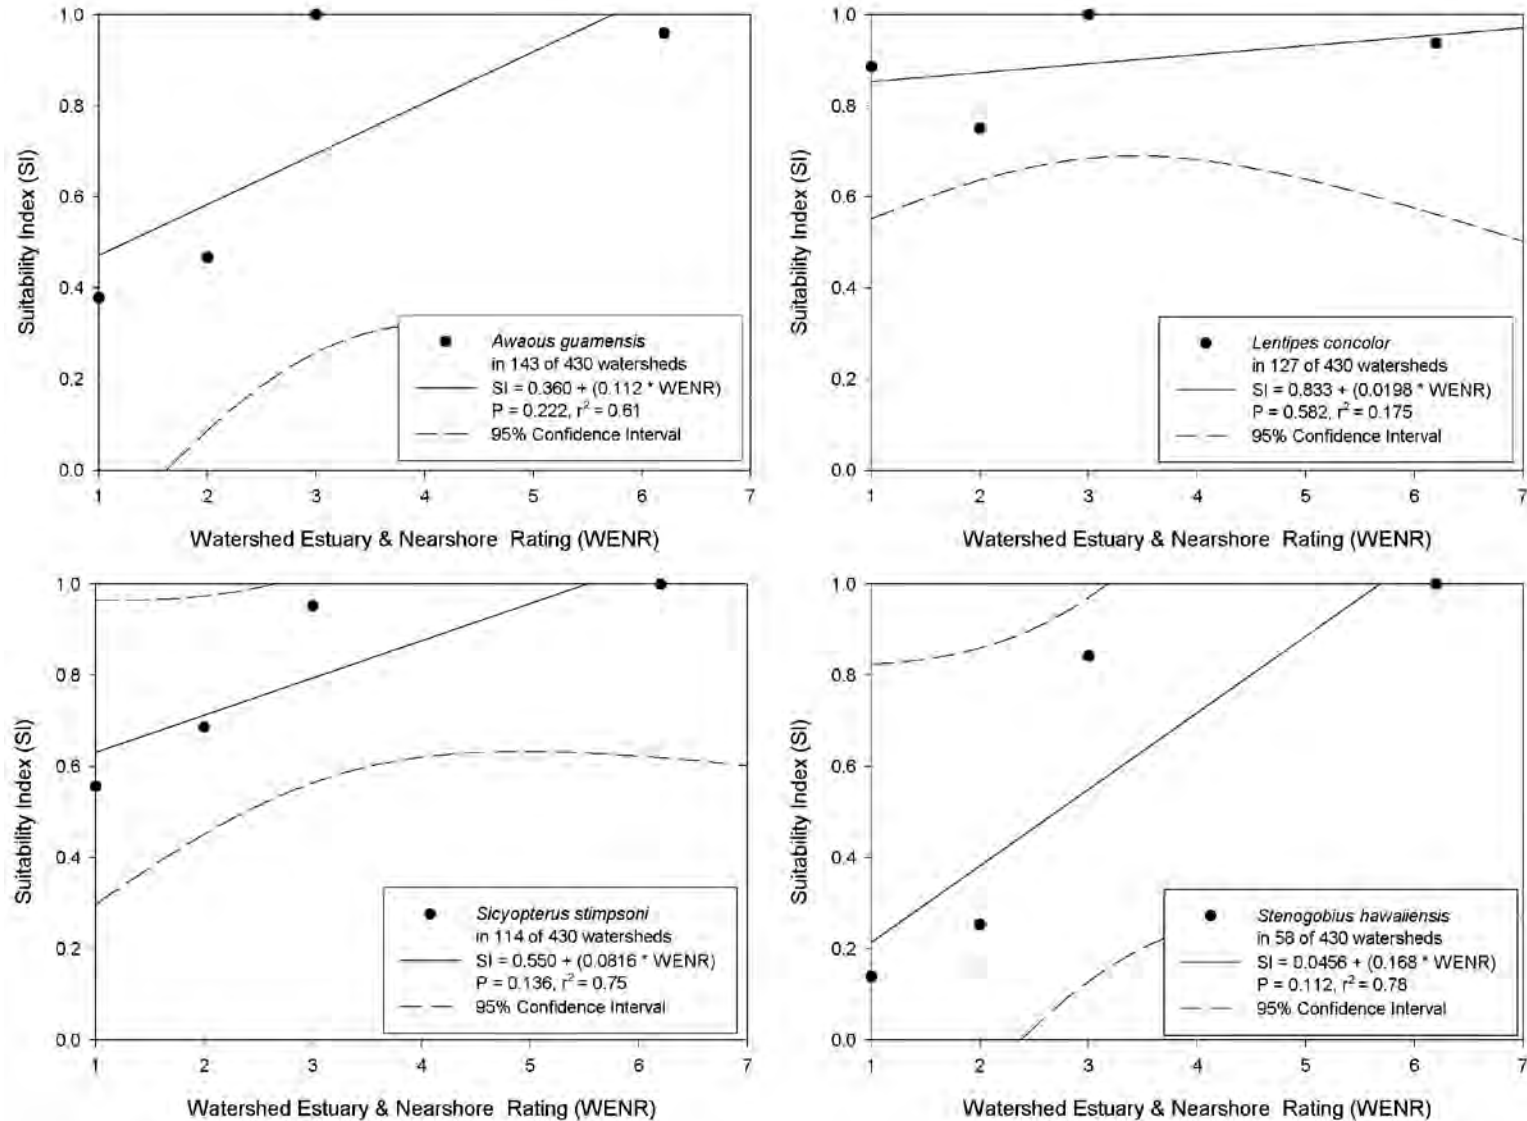 1.0
0.8
0.6
0.4
0.2
0.0
Suitability Index (SI)
Awaous guamensis
in 143 of 430 watersheds
SI = 0.360 + (0.112 * WENR)
P = 0.222, r² = 0.61
95% Confidence Interval
1 2 3 4 5 6 7
Watershed Estuary & Nearshore Rating (WENR)
1.0
0.8
0.6
0.4
0.2
0.0
Suitability Index (SI)
Lentipes concolor
in 127 of 430 watersheds
SI = 0.833 + (0.0198 * WENR)
P = 0.582, r² = 0.175
95% Confidence Interval
1 2 3 4 5 6 7
Watershed Estuary & Nearshore Rating (WENR)
1.0
0.8
0.6
0.4
0.2
0.0
Suitability Index (SI)
Sicyopterus stimpsoni
in 114 of 430 watersheds
SI = 0.550 + (0.0816 * WENR)
P = 0.136, r² = 0.75
95% Confidence Interval
1 2 3 4 5 6 7
Watershed Estuary & Nearshore Rating (WENR)
1.0
0.8
0.6
0.4
0.2
0.0
Suitability Index (SI)
Stenogobius hawaiiensis
in 58 of 430 watersheds
SI = 0.0456 + (0.168 * WENR)
P = 0.112, r² = 0.78
95% Confidence Interval
1 2 3 4 5 6 7
Watershed Estuary & Nearshore Rating (WENR)